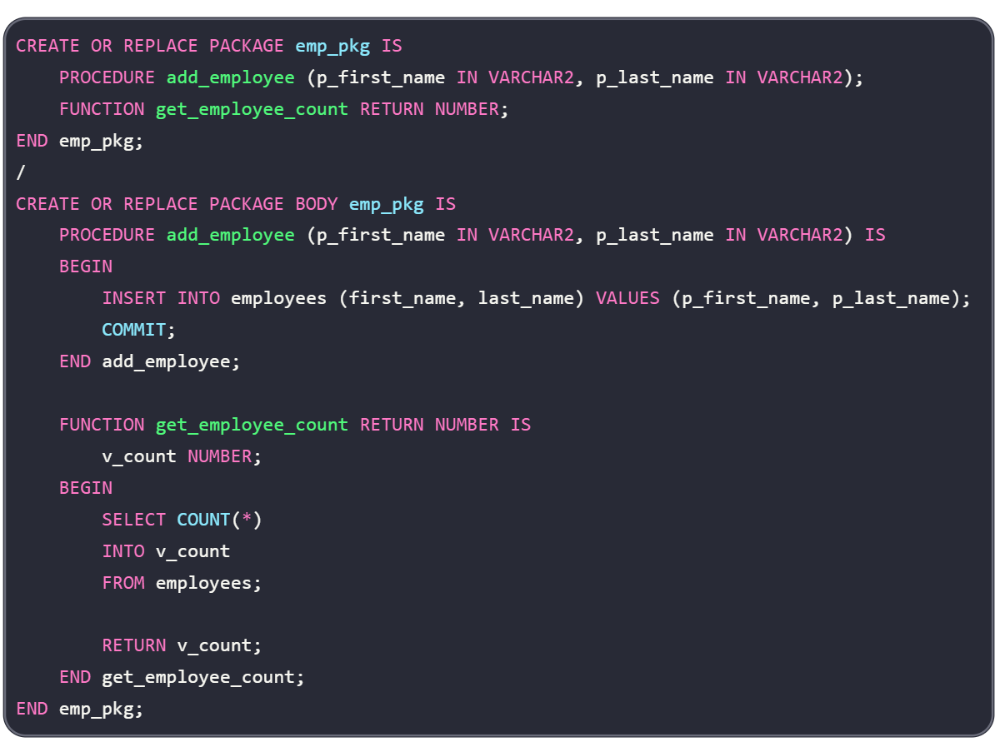 CREATE OR REPLACE PACKAGE emp_pkg IS
    PROCEDURE add_employee (p_first_name IN VARCHAR2, p_last_name IN VARCHAR2);
    FUNCTION get_employee_count RETURN NUMBER;
END emp_pkg;
/
CREATE OR REPLACE PACKAGE BODY emp_pkg IS
    PROCEDURE add_employee (p_first_name IN VARCHAR2, p_last_name IN VARCHAR2) IS
    BEGIN
        INSERT INTO employees (first_name, last_name) VALUES (p_first_name, p_last_name);
        COMMIT;
    END add_employee;

    FUNCTION get_employee_count RETURN NUMBER IS
        v_count NUMBER;
    BEGIN
        SELECT COUNT(*)
        INTO v_count
        FROM employees;

        RETURN v_count;
    END get_employee_count;
END emp_pkg;